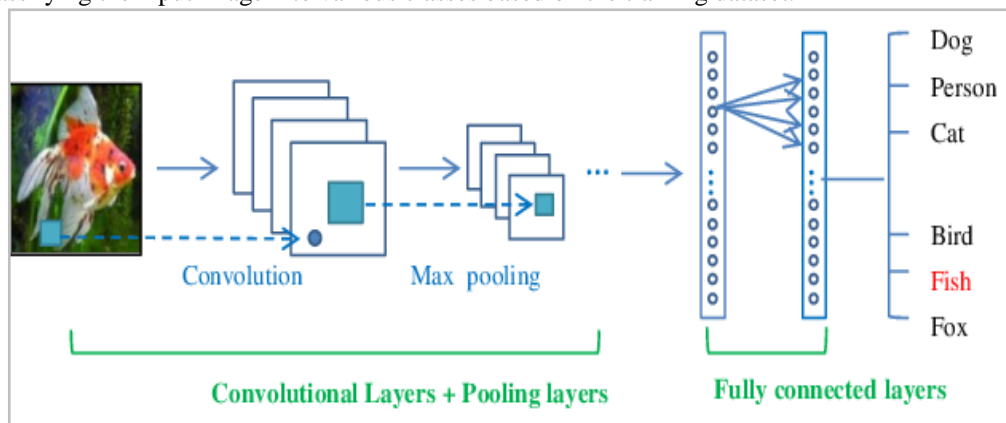 Dog
Person
Cat
Bird
Fish
Fox
Convolution
Max pooling
...
Convolutional Layers + Pooling layers
Fully connected layers